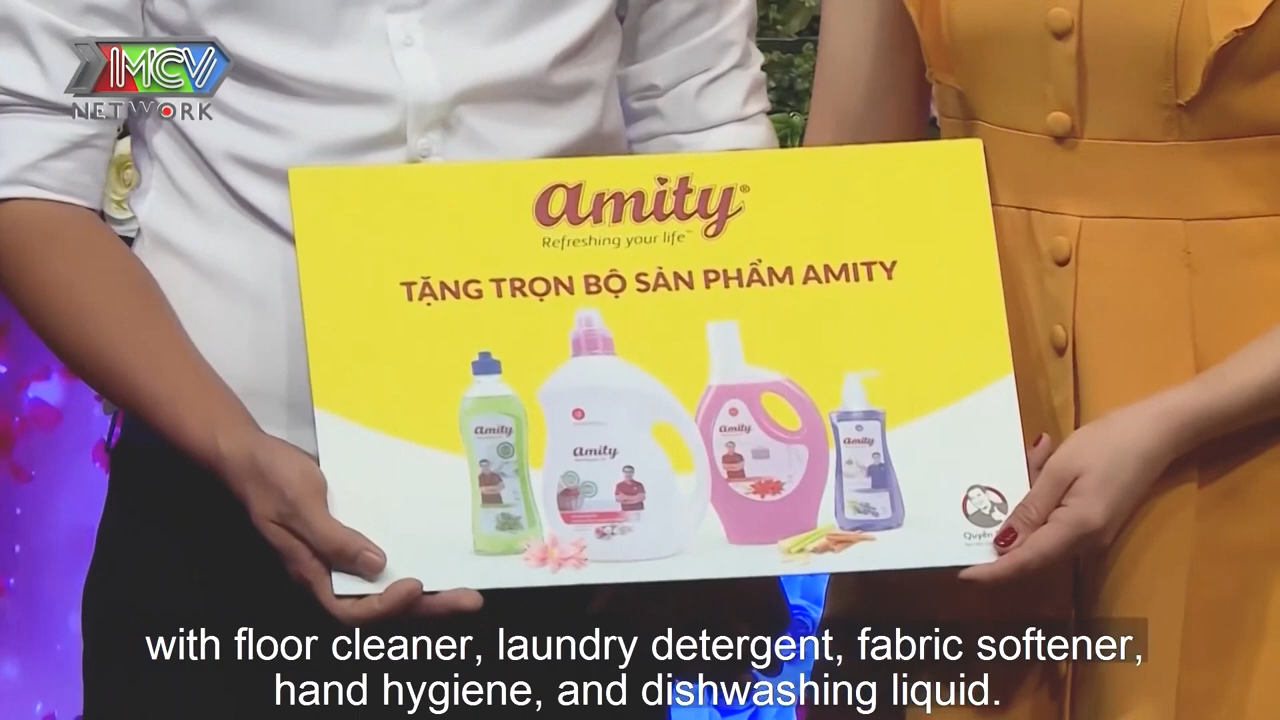 MCV
NETWORK
amity®
Refreshing your life™
TẶNG TRỌN BỘ SẢN PHẨM AMITY
amity
amity
amity
amity
Quyền
with floor cleaner, laundry detergent, fabric softener,
hand hygiene, and dishwashing liquid.